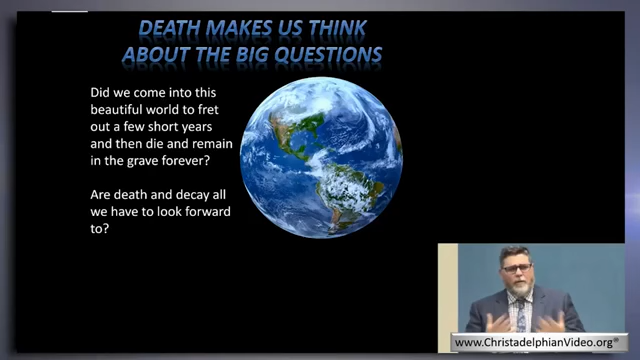 DEATH MAKES US THINK
ABOUT THE BIG QUESTIONS
Did we come into this
beautiful world to fret
out a few short years
and then die and remain
in the grave forever?
Are death and decay all
we have to look forward
to?
www.ChristadelphianVideo.org®